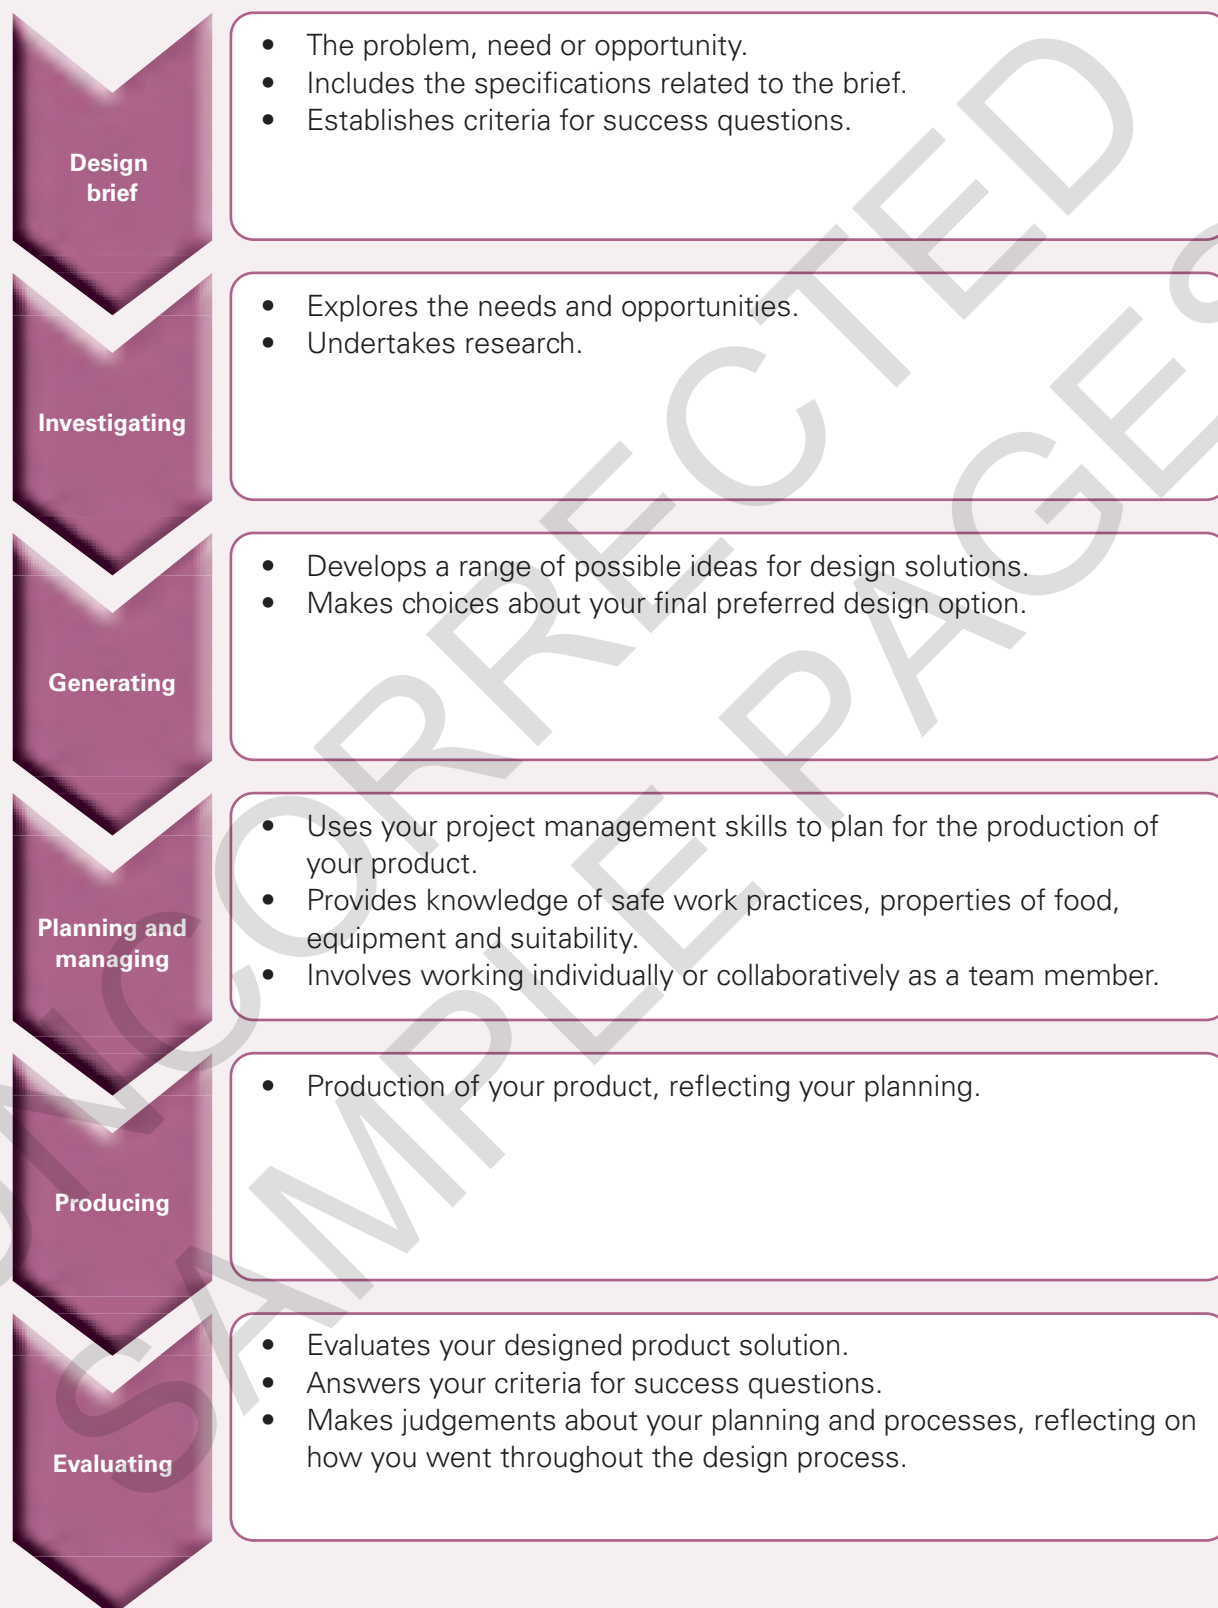 • The problem, need or opportunity.
• Includes the specifications related to the brief.
• Establishes criteria for success questions.
Design
brief
• Explores the needs and opportunities.
• Undertakes research.
Investigating
• Develops a range of possible ideas for design solutions.
• Makes choices about your final preferred design option.
Generating
• Uses your project management skills to plan for the production of
your product.
• Provides knowledge of safe work practices, properties of food,
equipment and suitability.
• Involves working individually or collaboratively as a team member.
Planning and
managing
• Production of your product, reflecting your planning.
Producing
• Evaluates your designed product solution.
• Answers your criteria for success questions.
• Makes judgements about your planning and processes, reflecting on
how you went throughout the design process.
Evaluating
UNCORRECTED
SAMPLE PAGES